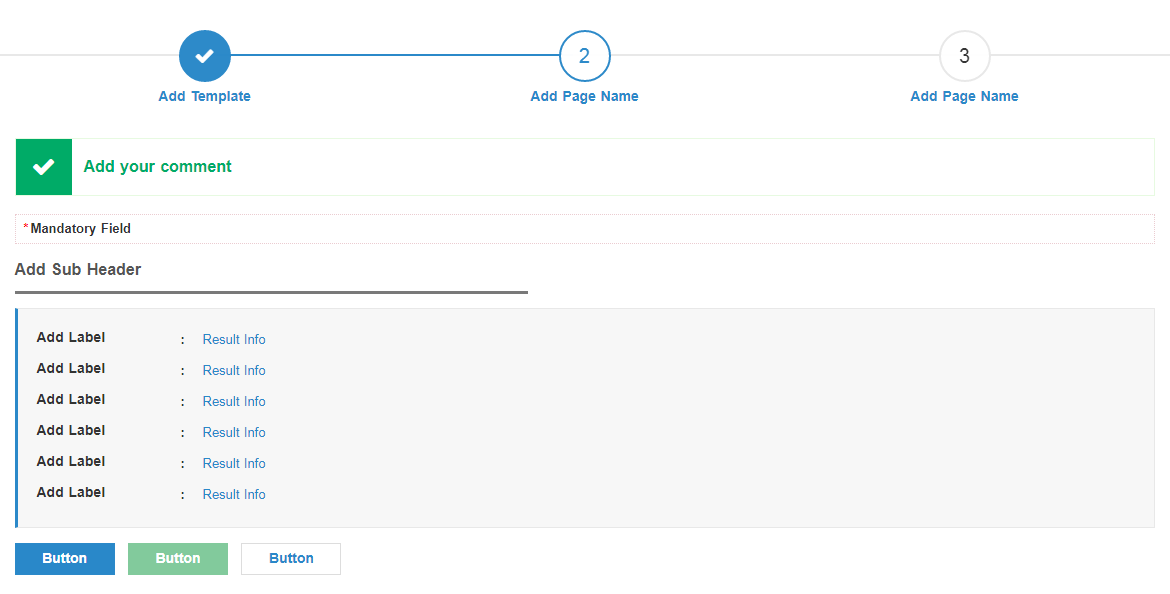 2 3
Add Template Add Page Name Add Page Name
Add your comment
*Mandatory Field
Add Sub Header
Add Label : Result Info
Add Label : Result Info
Add Label : Result Info
Add Label : Result Info
Add Label : Result Info
Add Label : Result Info
Button Button Button